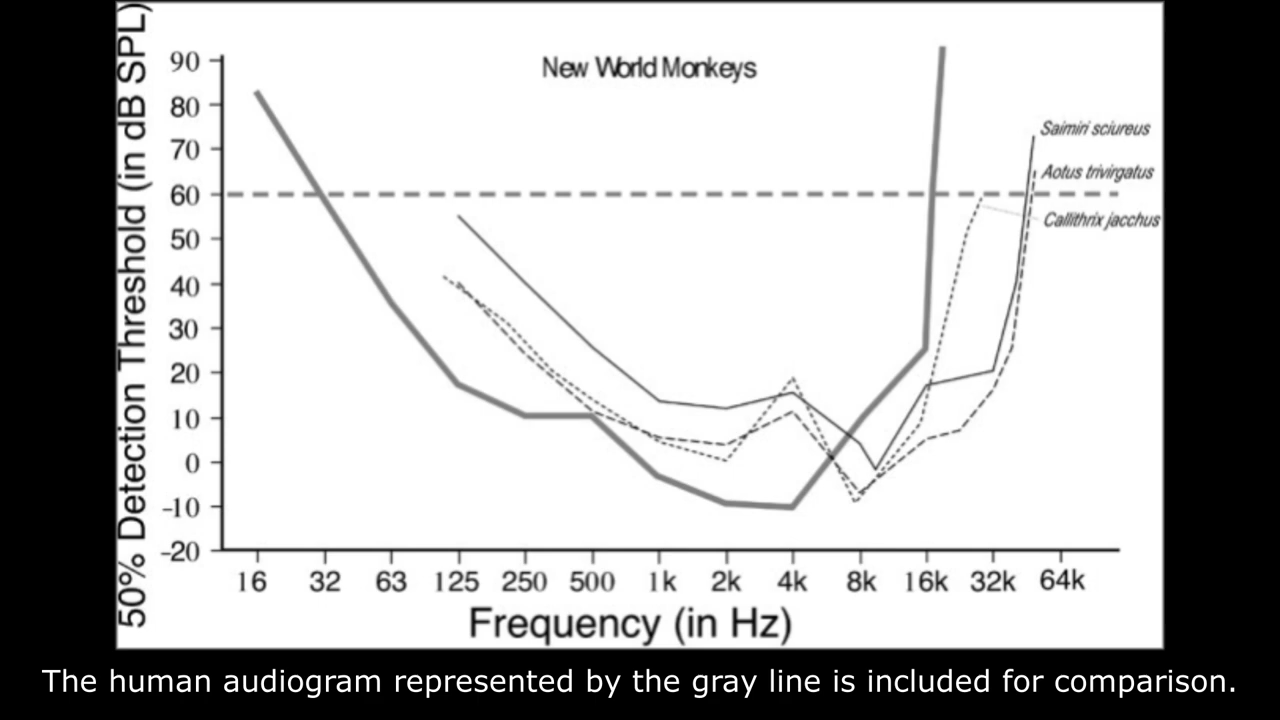 New World Monkeys
50% Detection Threshold (in dB SPL)
90
80
70
60
50
40
30
20
10
0
-10
-20
Saimiri sciureus
Aotus trivirgatus
Callithrix jacchus
16 32 63 125 250 500 1k 2k 4k 8k 16k 32k 64k
Frequency (in Hz)
The human audiogram represented by the gray line is included for comparison.